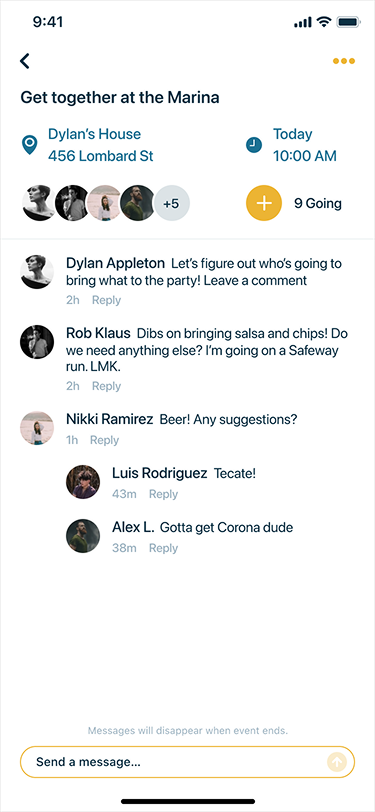 9:41
Get together at the Marina
Dylan’s House
456 Lombard St
Today
10:00 AM
+5
9 Going
Dylan Appleton Let’s figure out who’s going to
bring what to the party! Leave a comment
2h Reply
Rob Klaus Dibs on bringing salsa and chips! Do
we need anything else? I’m going on a Safeway
run. LMK.
2h Reply
Nikki Ramirez Beer! Any suggestions?
1h Reply
Luis Rodriguez Tecate!
43m Reply
Alex L. Gotta get Corona dude
38m Reply
Messages will disappear when event ends.
Send a message...